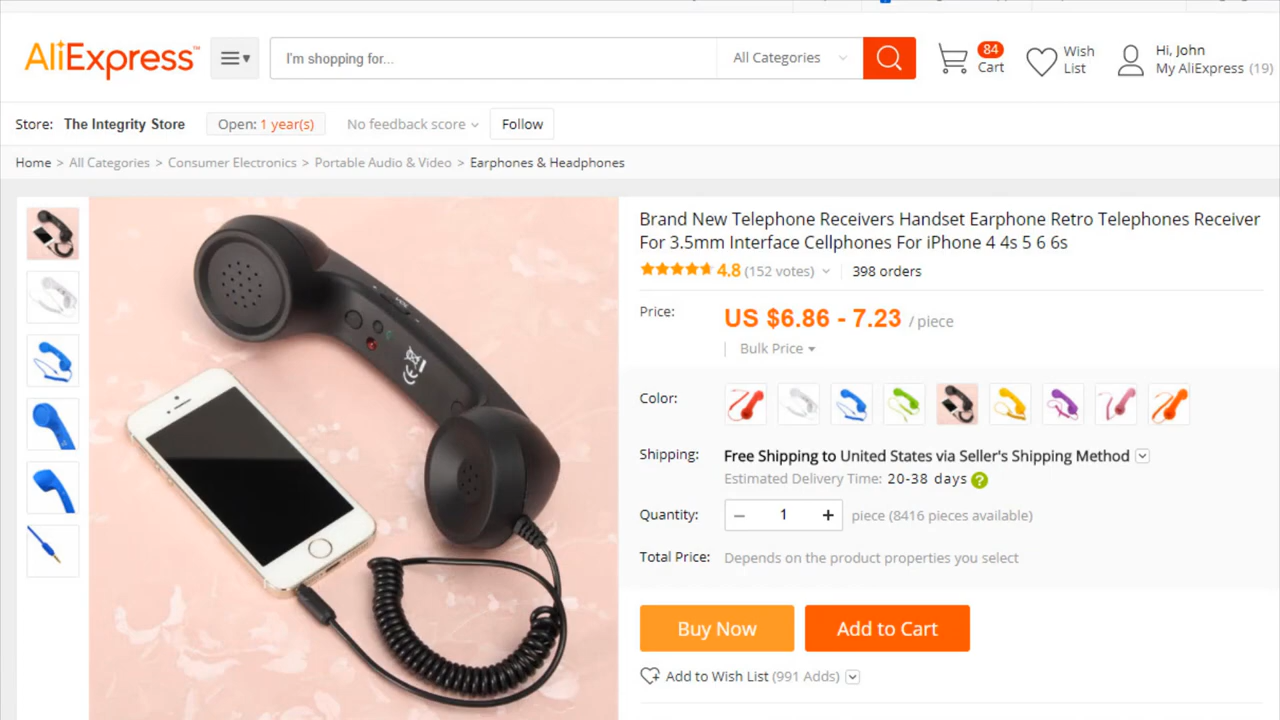 AliExpress™
I'm shopping for...
All Categories
84
Cart
Wish
List
Hi, John
My AliExpress (19)
Store: The Integrity Store
Open: 1 year(s)
No feedback score
Follow
Home > All Categories > Consumer Electronics > Portable Audio & Video > Earphones & Headphones
Brand New Telephone Receivers Handset Earphone Retro Telephones Receiver
For 3.5mm Interface Cellphones For iPhone 4 4s 5 6 6s
4.8 (152 votes)
398 orders
Price:
US $6.86 - 7.23 / piece
Bulk Price
Color:
Shipping:
Free Shipping to United States via Seller's Shipping Method
Estimated Delivery Time: 20-38 days ?
Quantity:
1
piece (8416 pieces available)
Total Price:
Depends on the product properties you select
Buy Now
Add to Cart
Add to Wish List (991 Adds)
CE